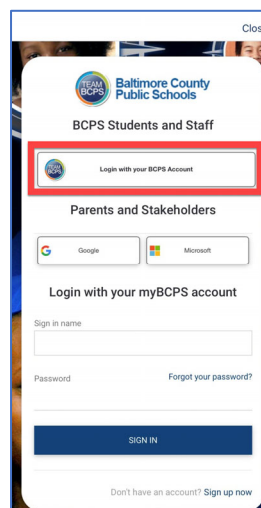 Clos
TEAM
BCPS
Baltimore County
Public Schools
BCPS Students and Staff
TEAM
BCPS
Login with your BCPS Account
Parents and Stakeholders
Google
Microsoft
Login with your myBCPS account
Sign in name
Password
Forgot your password?
SIGN IN
Don't have an account? Sign up now